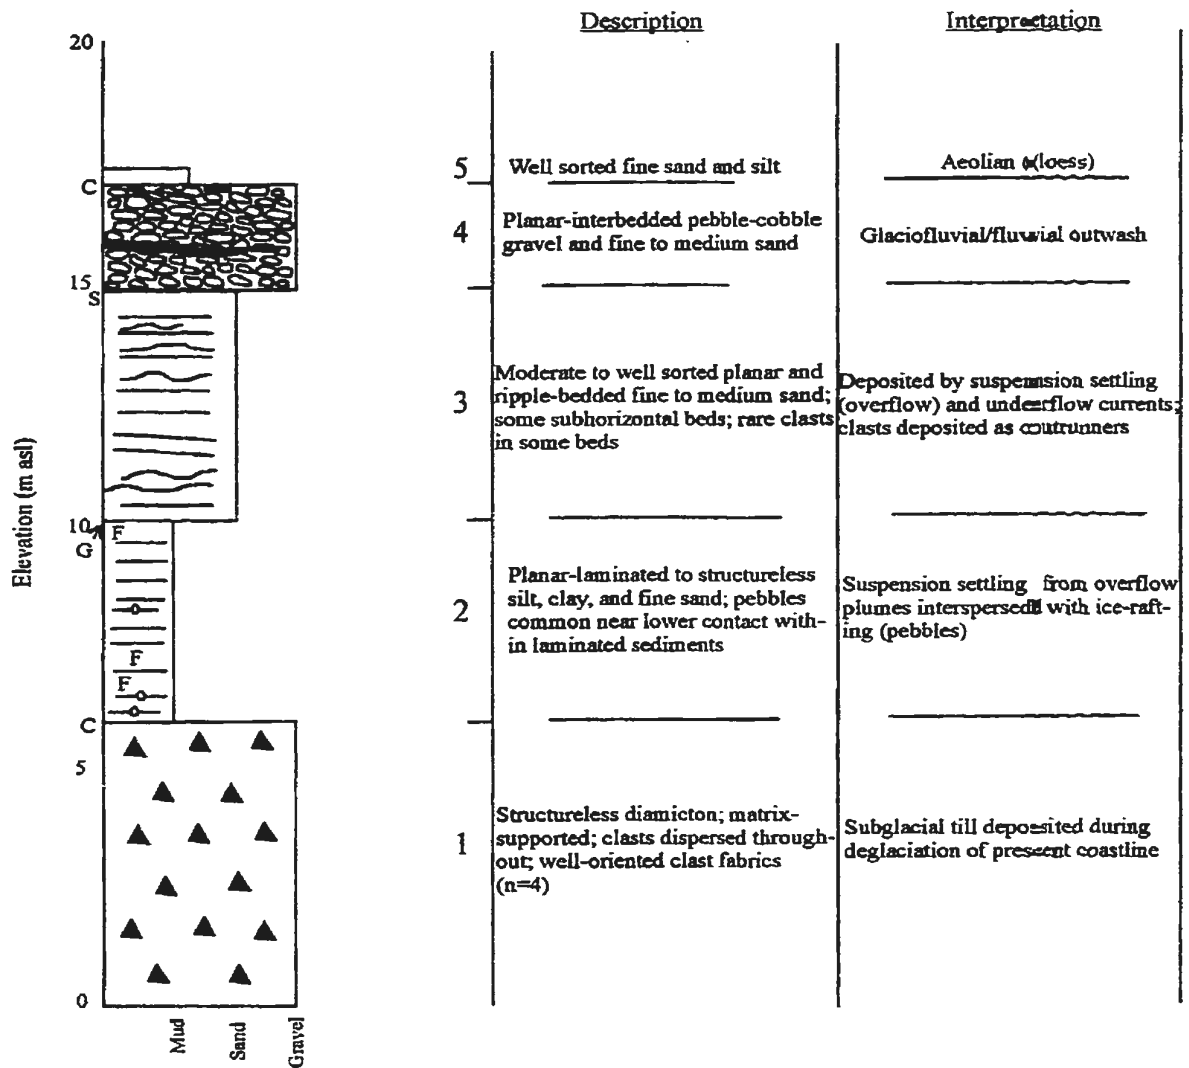 Description
Interpretation
20
5
Well sorted fine sand and silt
Aeolian (loess)
C
4
Planar-interbedded pebble-cobble
gravel and fine to medium sand
Glaciofluvial/fluvial outwash
15
S
3
Moderate to well sorted planar and
ripple-bedded fine to medium sand;
some subhorizontal beds; rare clasts
in some beds
Deposited by suspension settling
(overflow) and underflow currents;
clasts deposited as outrunners
Elevation (m asl)
10
F
G
2
Planar-laminated to structureless
silt, clay, and fine sand; pebbles
common near lower contact with-
in laminated sediments
Suspension settling from overflow
plumes interspersed with ice-raft-
ing (pebbles)
F
F
C
5
1
Structureless diamicton; matrix-
supported; clasts dispersed through-
out; well-oriented clast fabrics
(n=4)
Subglacial till deposited during
deglaciation of present coastline
0
Mud
Sand
Gravel